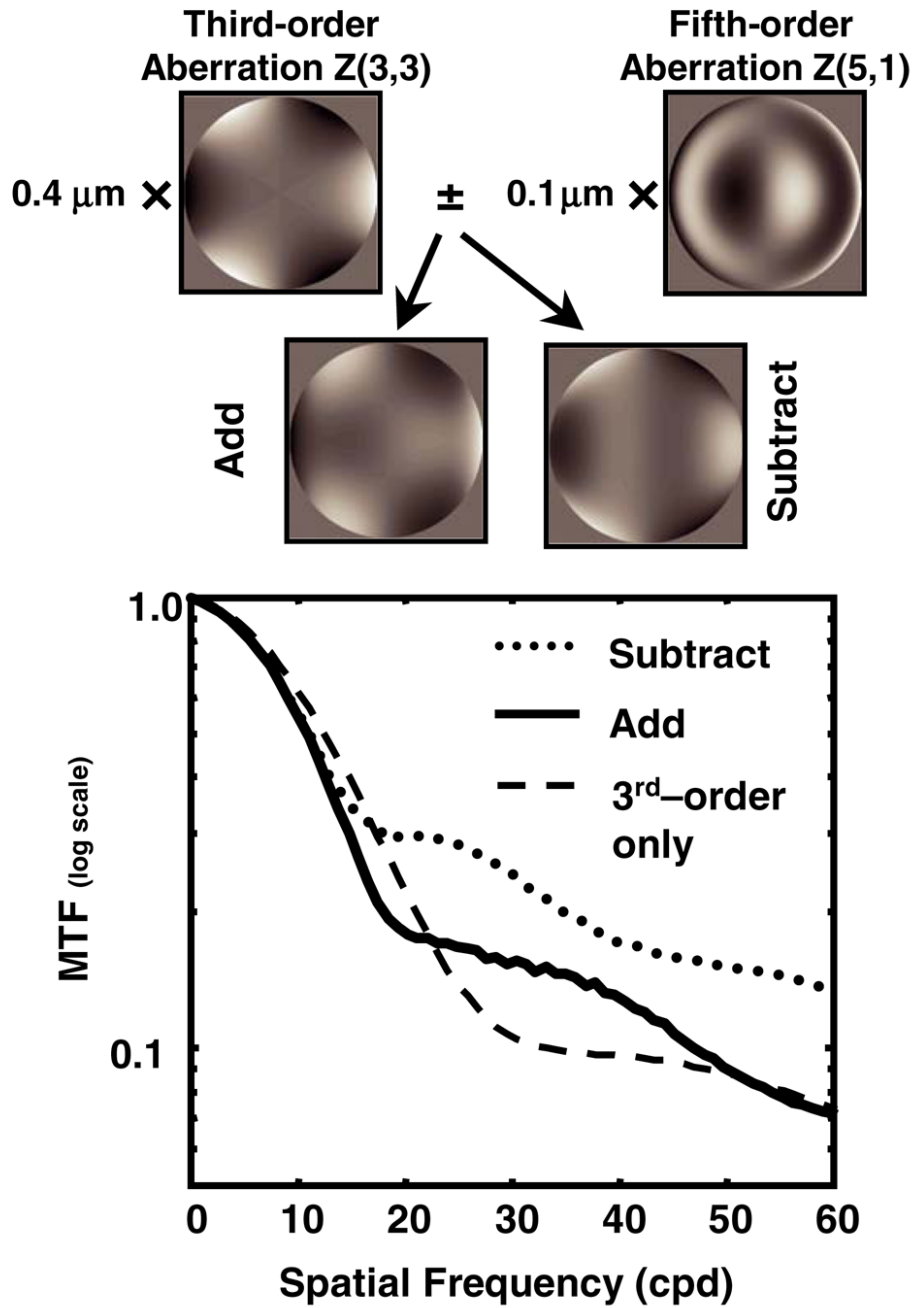 Third-order
Aberration Z(3,3)
Fifth-order
Aberration Z(5,1)
0.4 μm ×
±
0.1μm ×
Add
Subtract
1.0
0.1
MTF (log scale)
Subtract
Add
3rd–order
only
0 10 20 30 40 50 60
Spatial Frequency (cpd)